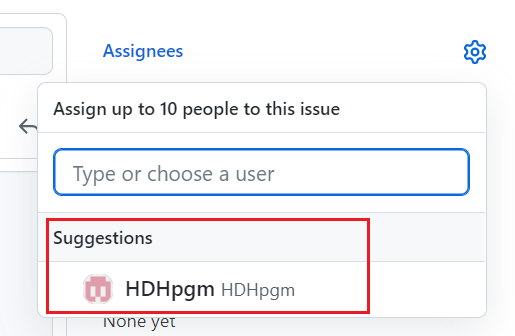 Assignees
Assign up to 10 people to this issue
Type or choose a user
Suggestions
HDHpgm HDHpgm
None yet